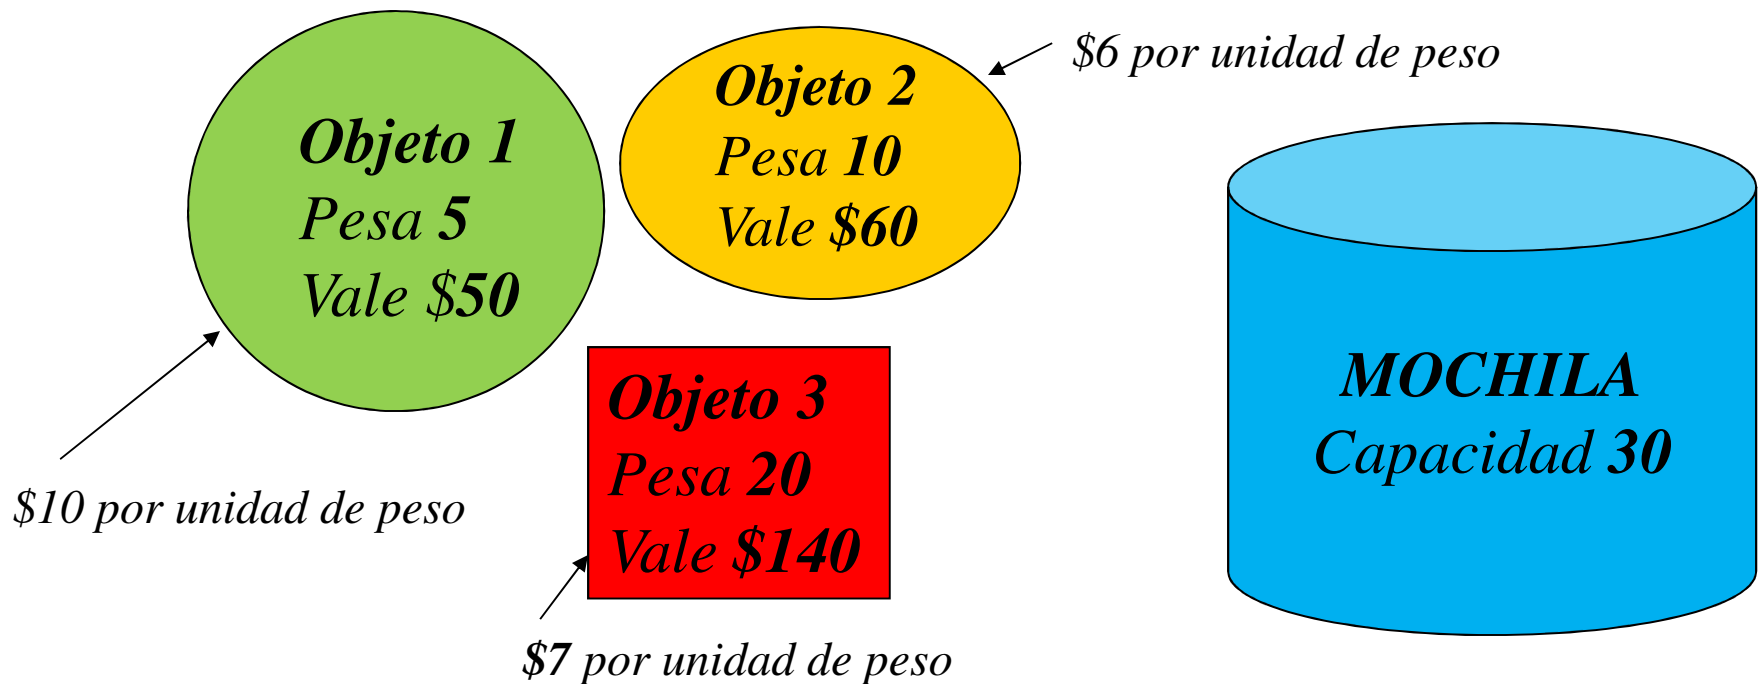 $6 por unidad de peso
Objeto 1
Pesa 5
Vale $50
Objeto 2
Pesa 10
Vale $60
MOCHILA
Capacidad 30
Objeto 3
Pesa 20
Vale $140
$10 por unidad de peso
$7 por unidad de peso